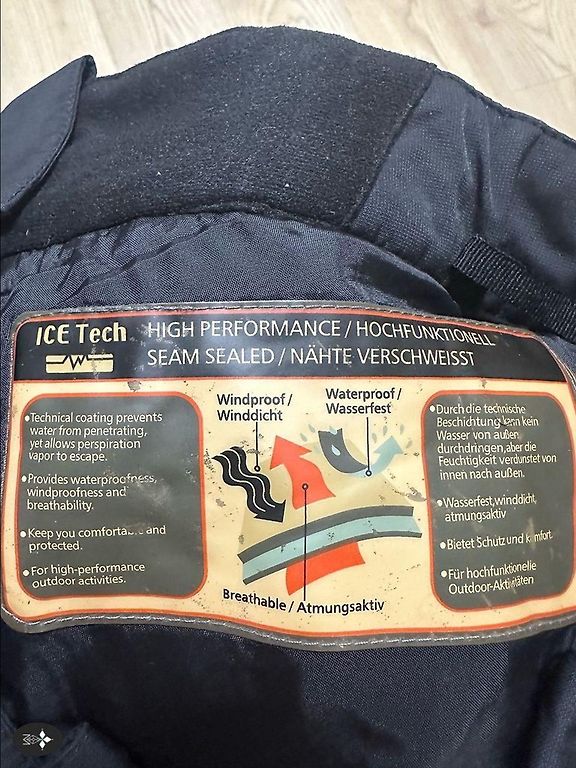 ICE Tech
HIGH PERFORMANCE / HOCHFUNKTIONELL
SEAM SEALED / NÄHTE VERSCHWEISST
•Technical coating prevents
water from penetrating,
yet allows perspiration
vapor to escape.
•Provides waterproofness,
windproofness and
breathability.
•Keep you comfortable and
protected.
•For high-performance
outdoor activities.
Windproof /
Winddicht
Waterproof /
Wasserfest
Breathable / Atmungsaktiv
•Durch die technische
Beschichtung kann kein
Wasser von außen
durchdringen,aber die
Feuchtigkeit verdunstet von
innen nach außen.
•Wasserfest,winddicht,
atmungsaktiv
•Bietet Schutz und Komfort.
•Für hochfunktionelle
Outdoor-Aktivitäten